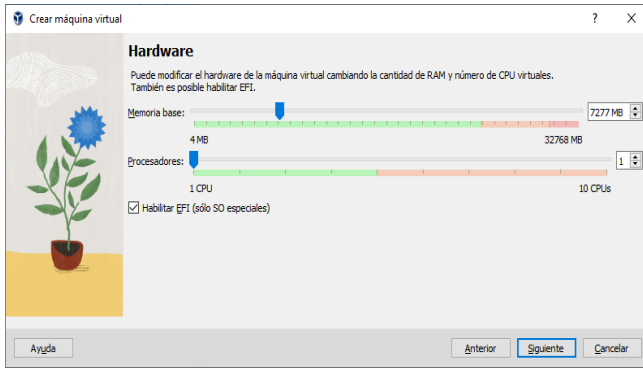 Crear máquina virtual
Hardware
Puede modificar el hardware de la máquina virtual cambiando la cantidad de RAM y número de CPU virtuales.
También es posible habilitar EFI.
Memoria base: 7277 MB
4 MB 32768 MB
Procesadores: 1
1 CPU 10 CPUs
Habilitar EFI (sólo SO especiales)
Ayuda Anterior Siguiente Cancelar